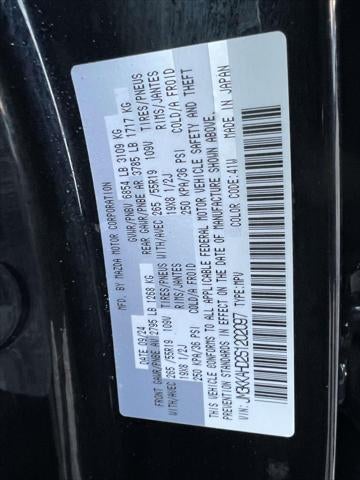 MFD. BY MAZDA MOTOR CORPORATION
DATE 09/24 GVWR/PNBV 6854 LB 3109 KG
FRONT GAWR/PNBE AV 2795 LB 1268 KG REAR GAWR/PNBE AR 3785 LB 1717 KG
WITH/AVEC 265 /55R19 109V TIRES/PNEUS WITH/AVEC 265 /55R19 109V TIRES/PNEUS
19X8 1/2J RIMS/JANTES 19X8 1/2J RIMS/JANTES
250 KPA/36 PSI COLD/A FROID 250 KPA/36 PSI COLD/A FROID
THIS VEHICLE CONFORMS TO ALL APPLICABLE FEDERAL MOTOR VEHICLE SAFETY AND THEFT
PREVENTION STANDARDS IN EFFECT ON THE DATE OF MANUFACTURE SHOWN ABOVE.
VIN: TYPE: MPV COLOR CODE:41W MADE IN JAPAN